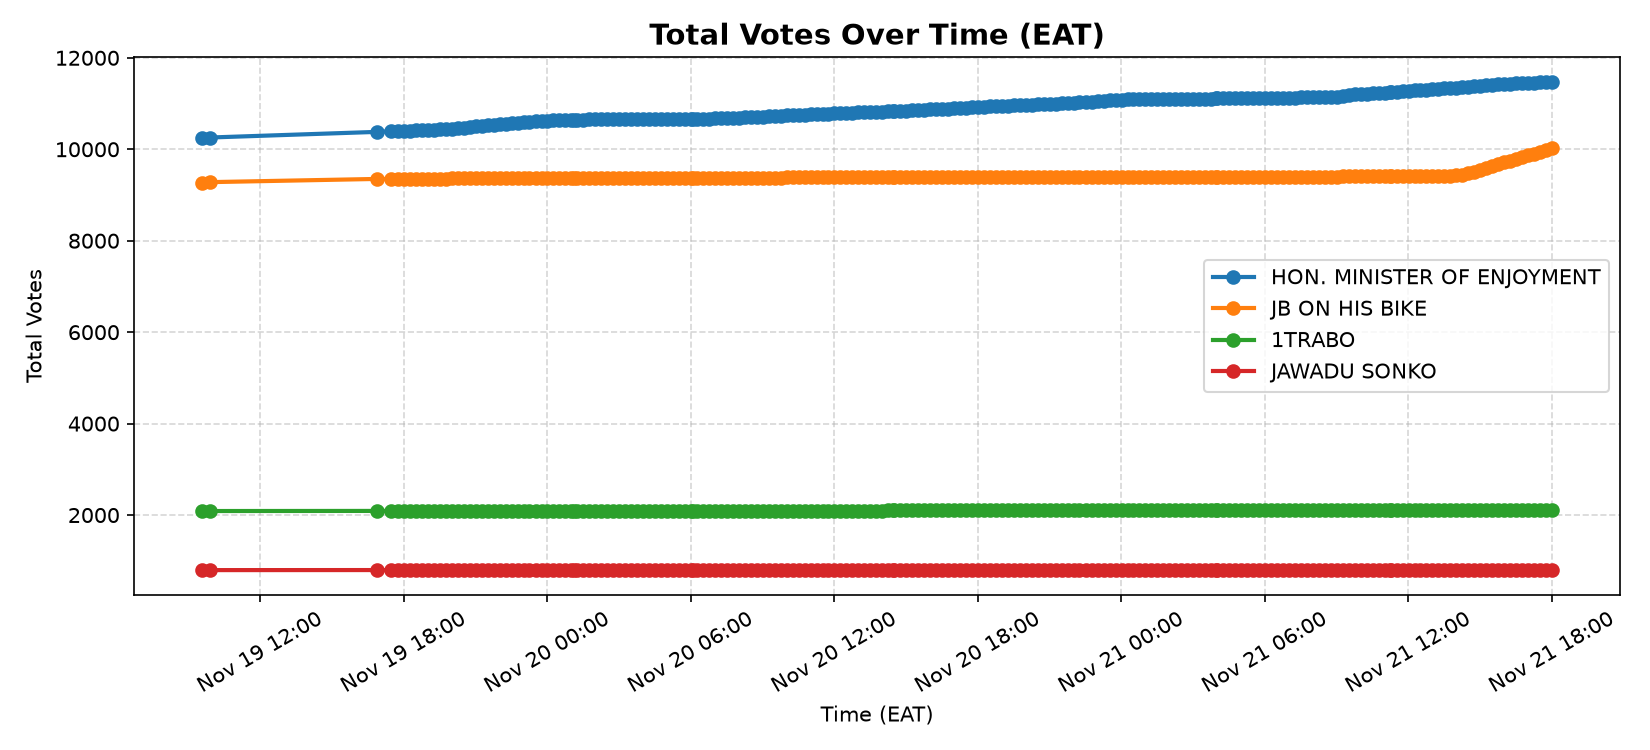 Total Votes Over Time (EAT)
12000
10000
8000
6000
4000
2000
Total Votes
HON. MINISTER OF ENJOYMENT
JB ON HIS BIKE
1TRABO
JAWADU SONKO
Nov 19 12:00
Nov 19 18:00
Nov 20 00:00
Nov 20 06:00
Nov 20 12:00
Nov 20 18:00
Nov 21 00:00
Nov 21 06:00
Nov 21 12:00
Nov 21 18:00
Time (EAT)